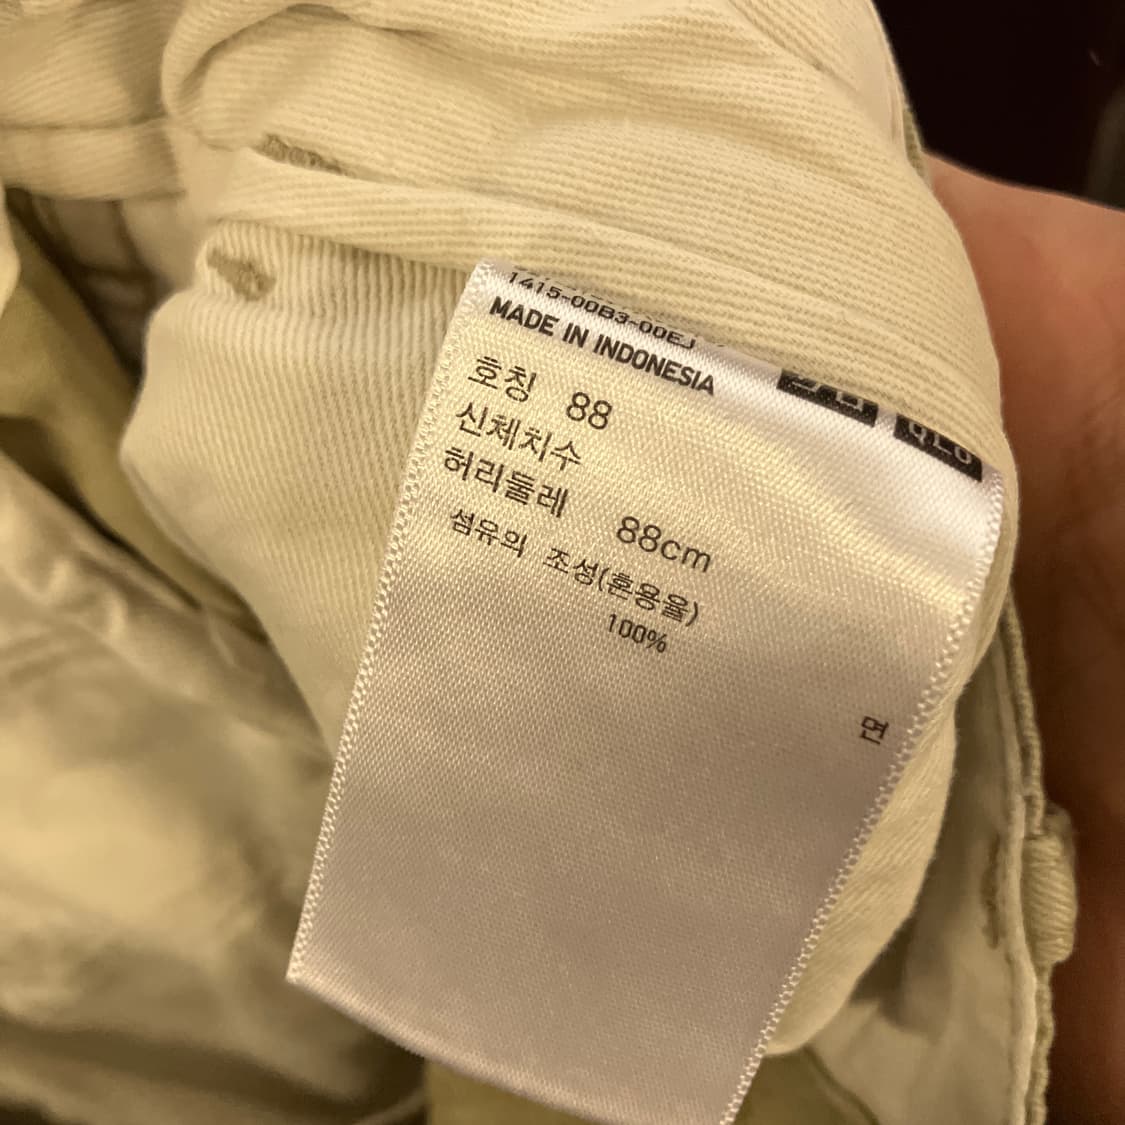 1415-00B3-00EJ
MADE IN INDONESIA
호칭 88
신체치수
허리둘레 88cm
섬유의 조성(혼용율)
100%
면